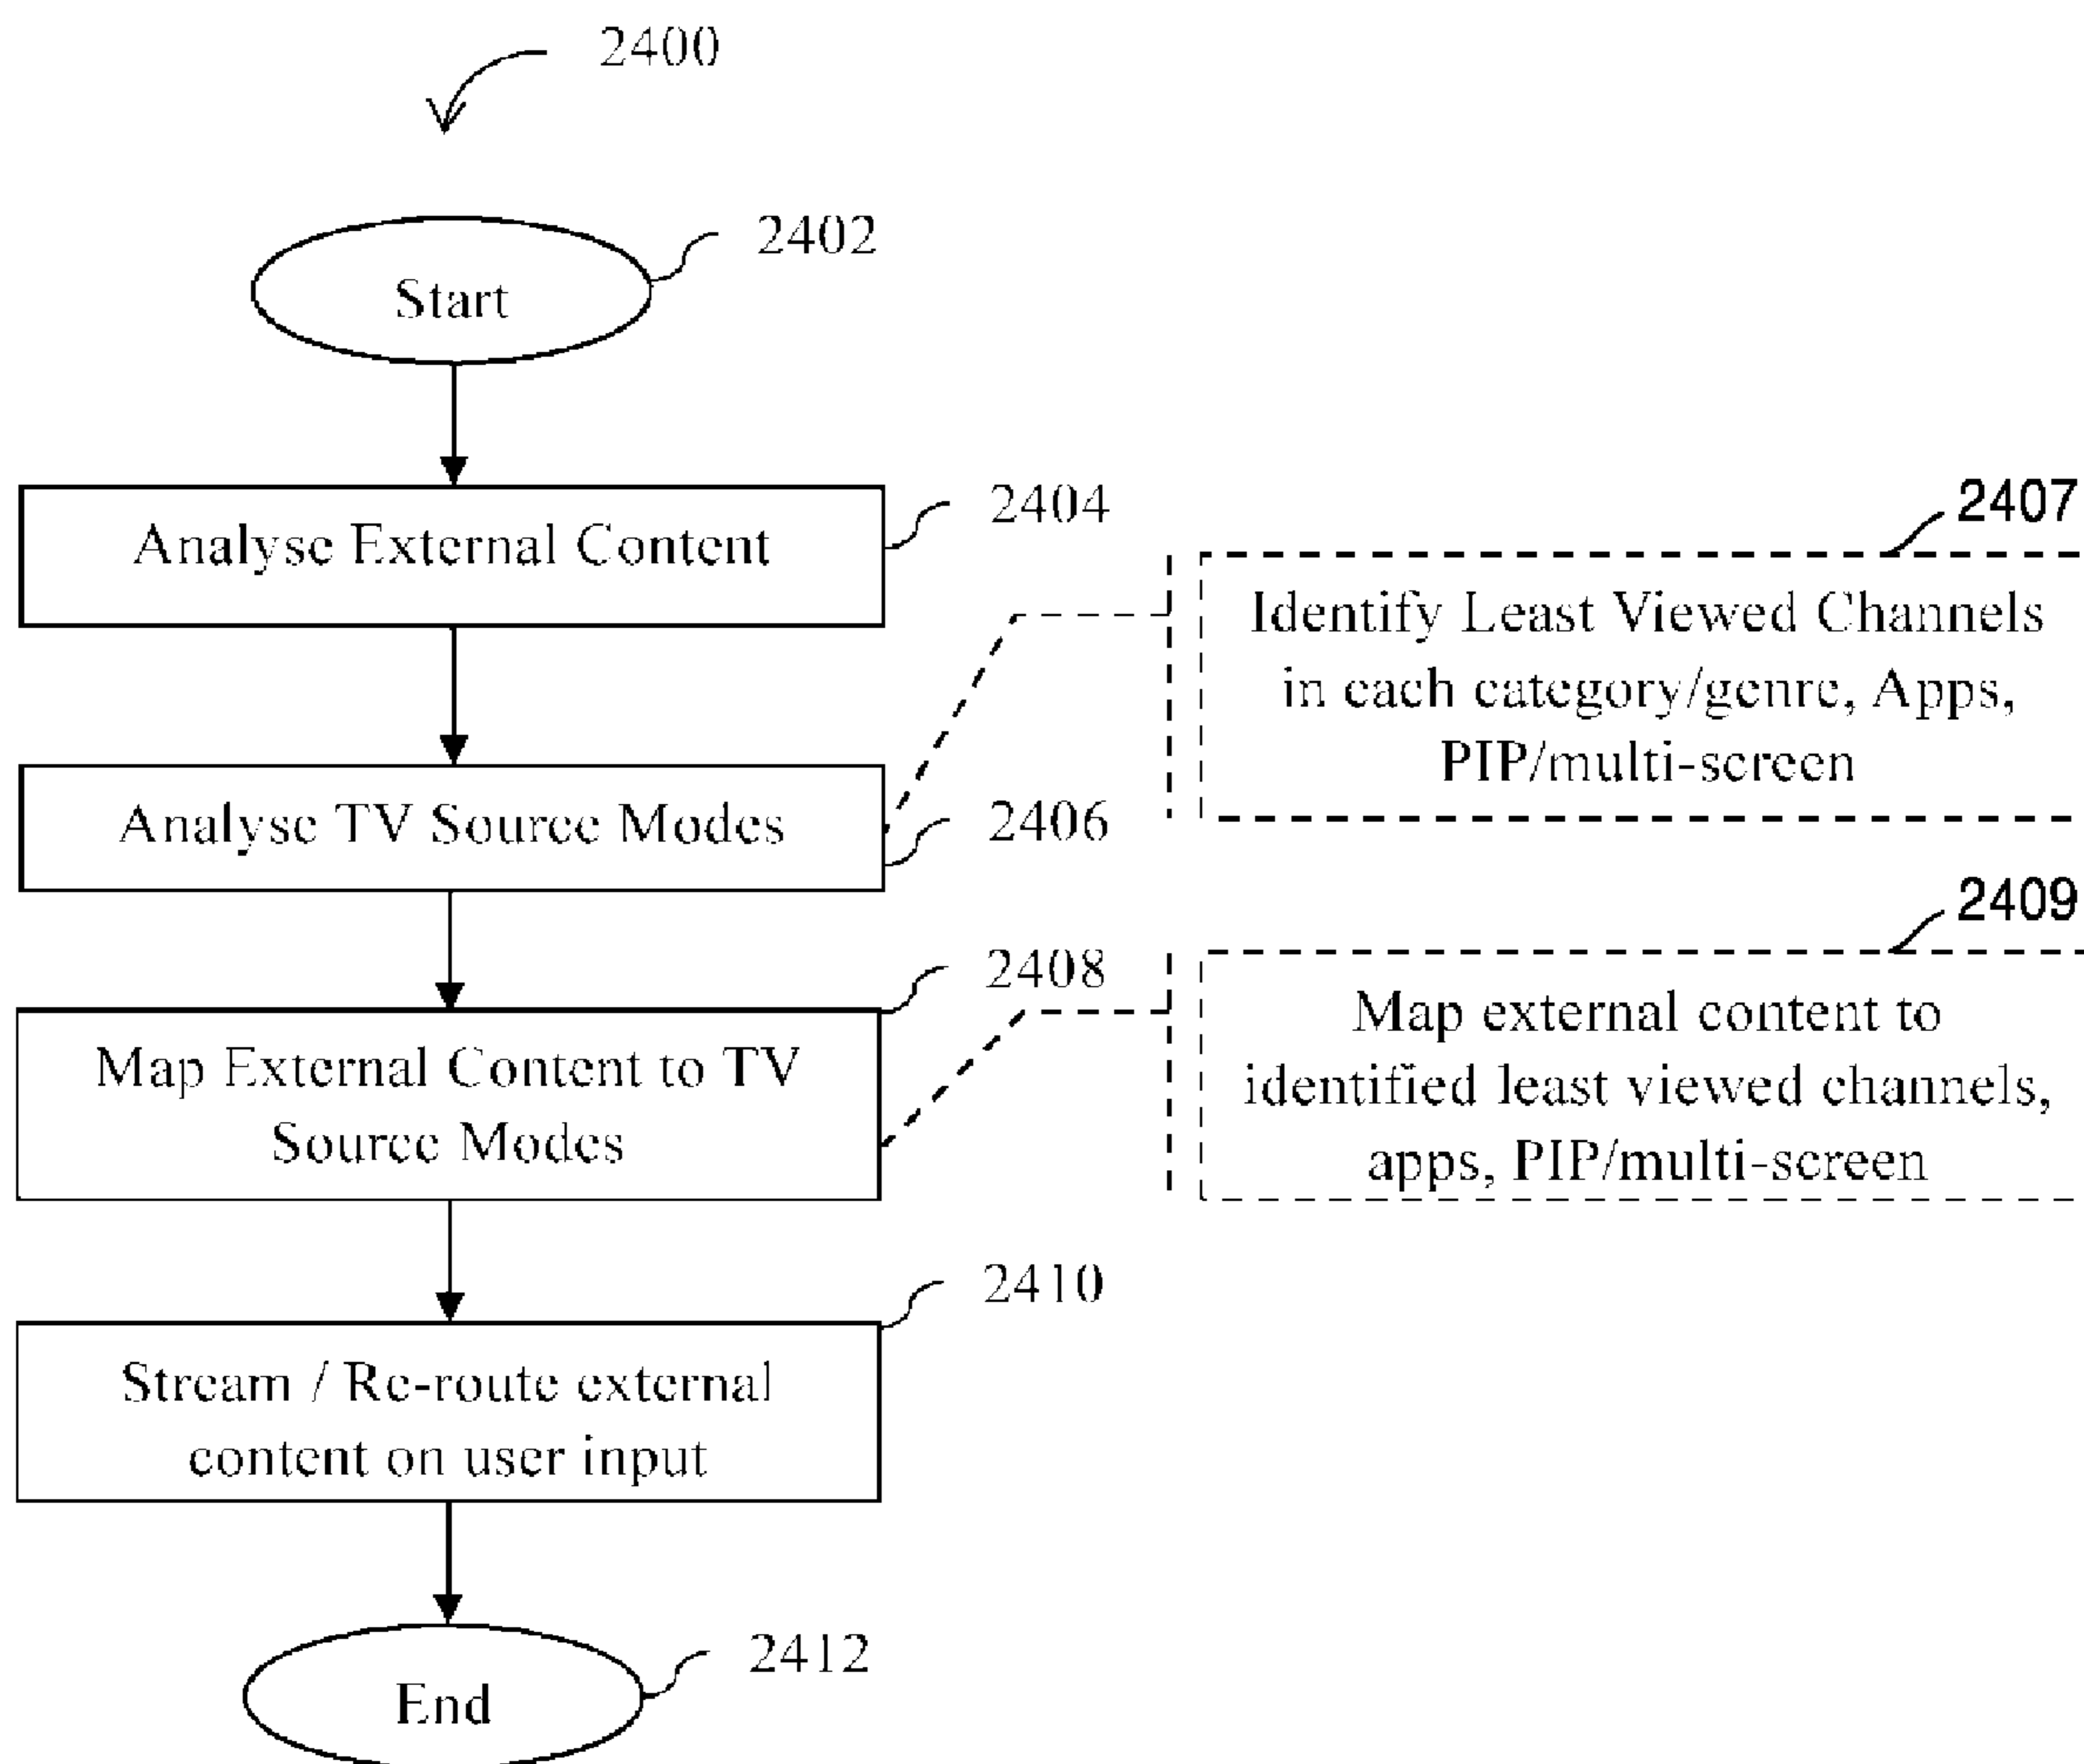 2400
2402
Start
2404
Analyse External Content
2407
Identify Least Viewed Channels
in each category/genre, Apps,
PIP/multi-screen
Analyse TV Source Modes
2406
2409
2408
Map External Content to TV
Source Modes
Map external content to
identified least viewed channels,
apps, PIP/multi-screen
2410
Stream / Re-route external
content on user input
2412
End